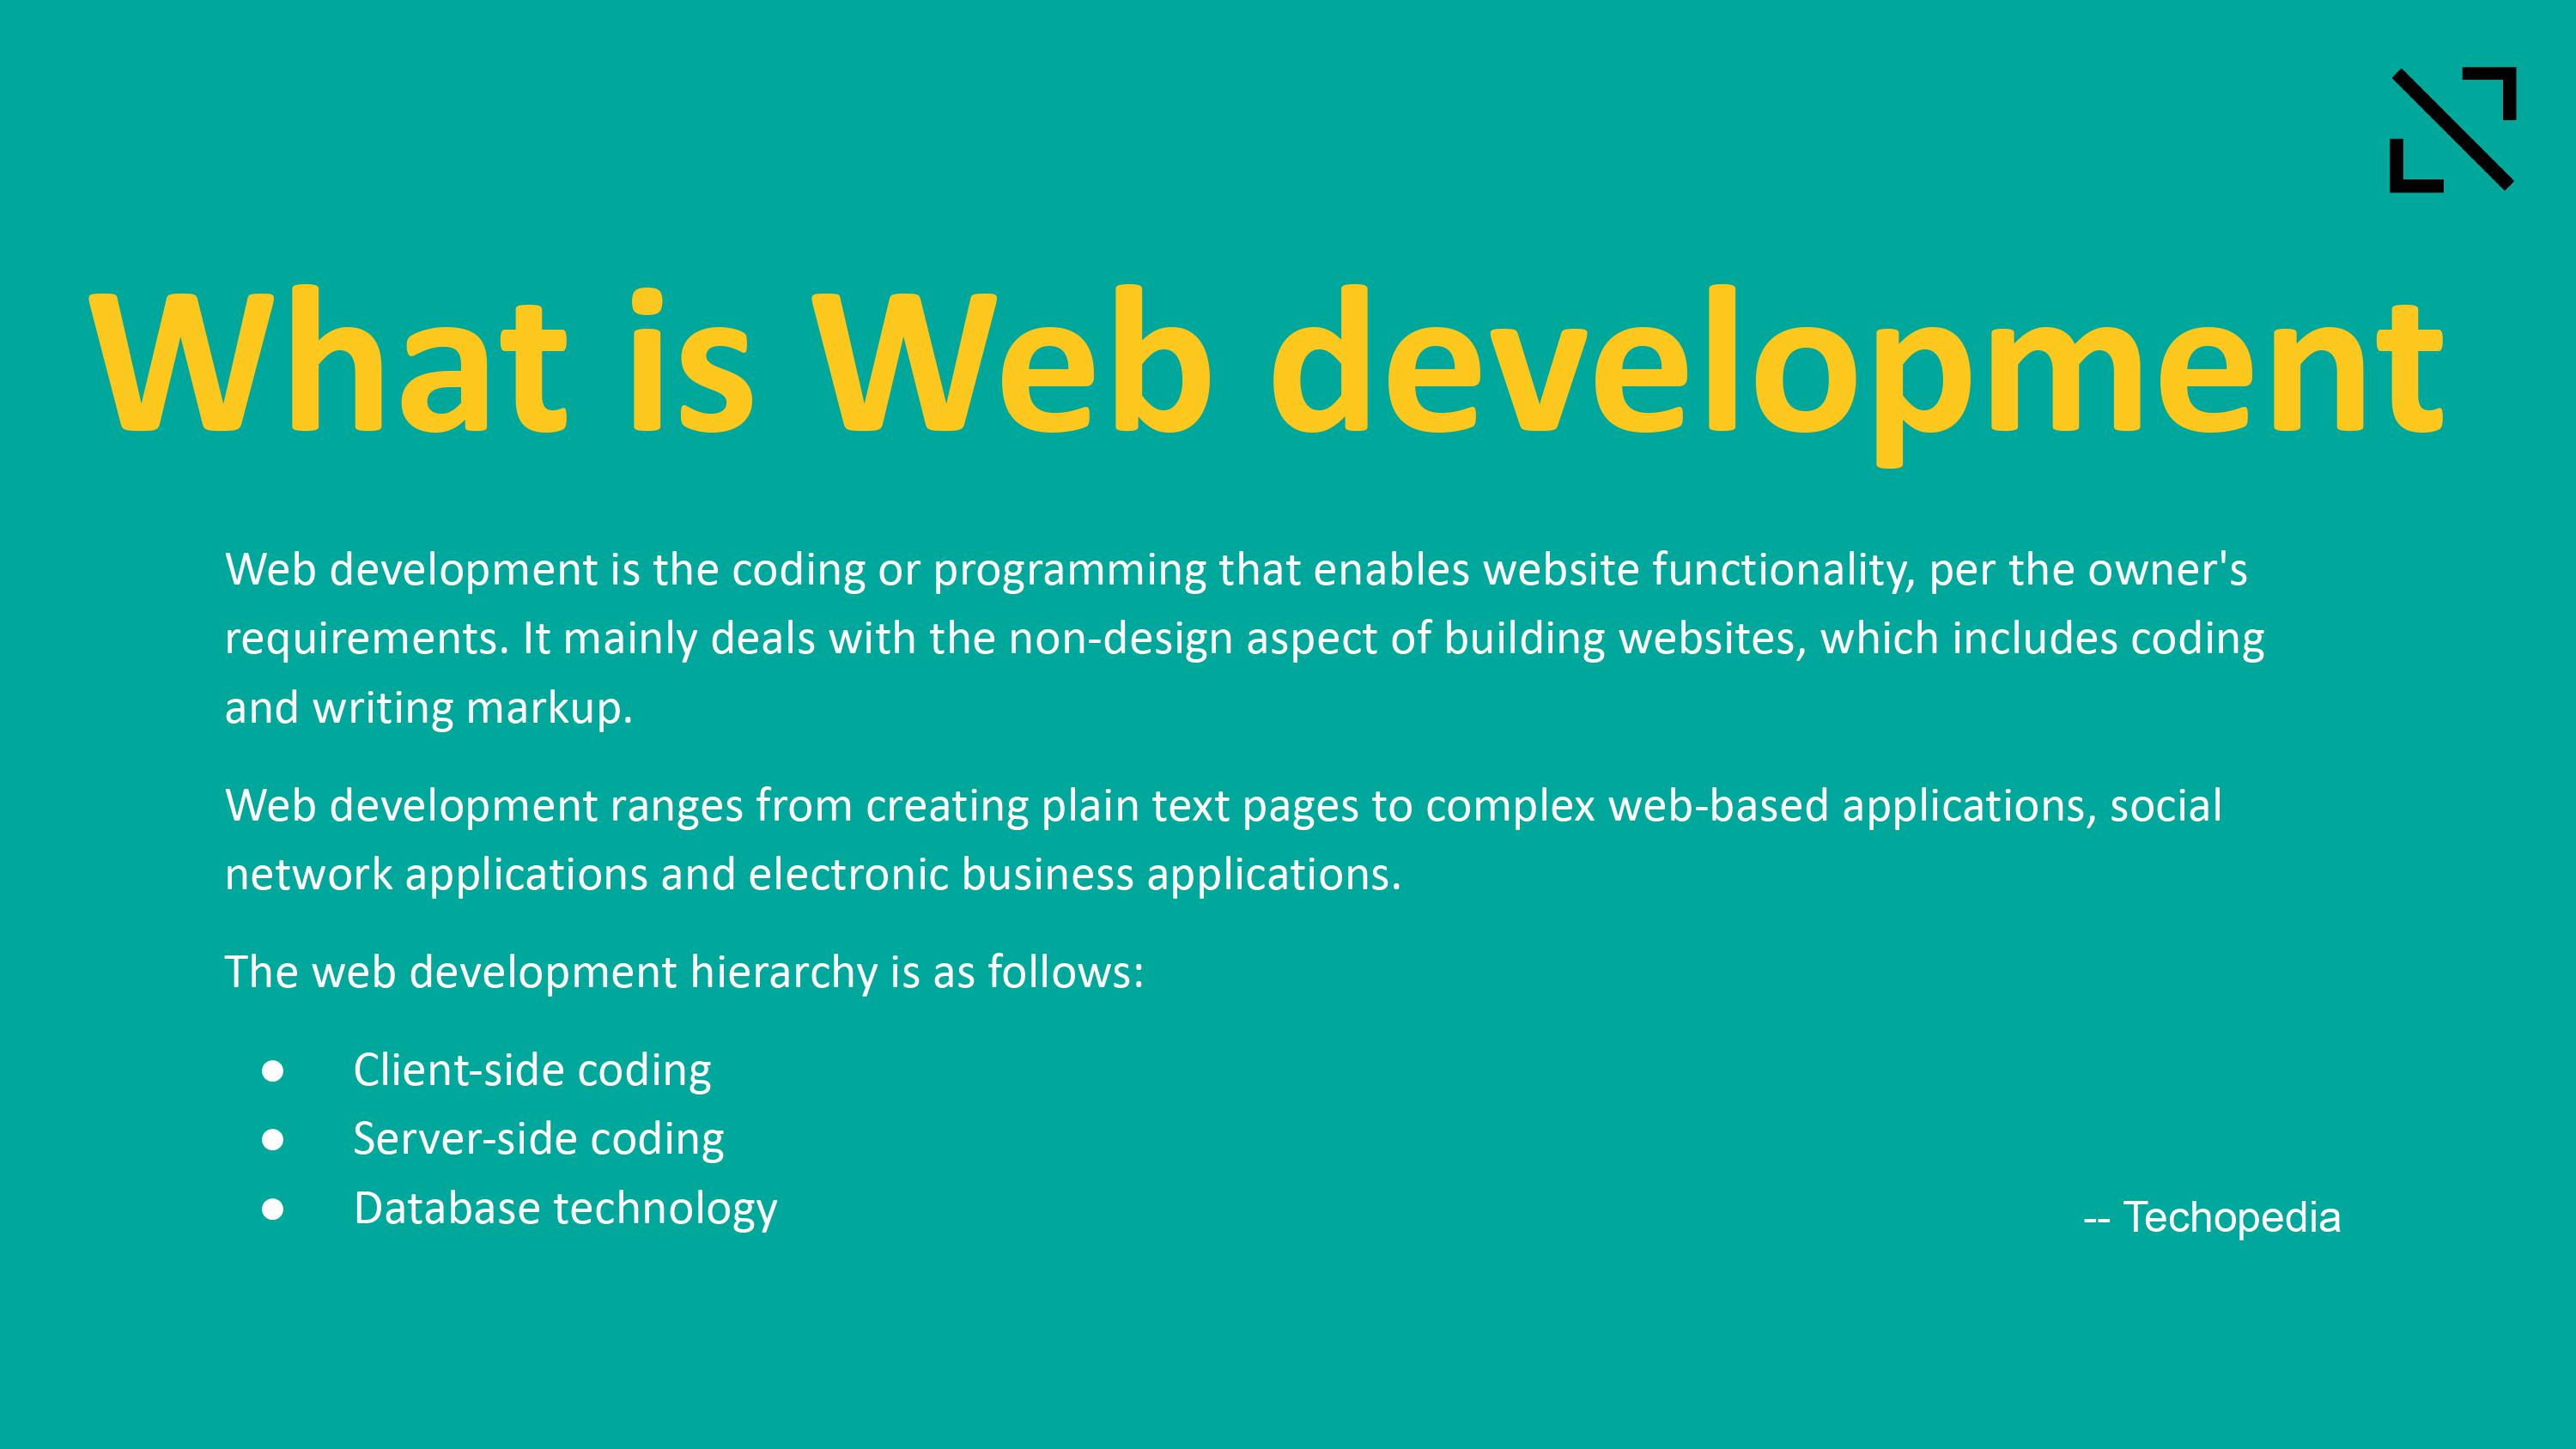 What is Web development
Web development is the coding or programming that enables website functionality, per the owner's
requirements. It mainly deals with the non-design aspect of building websites, which includes coding
and writing markup.
Web development ranges from creating plain text pages to complex web-based applications, social
network applications and electronic business applications.
The web development hierarchy is as follows:
● Client-side coding
● Server-side coding
● Database technology
-- Techopedia